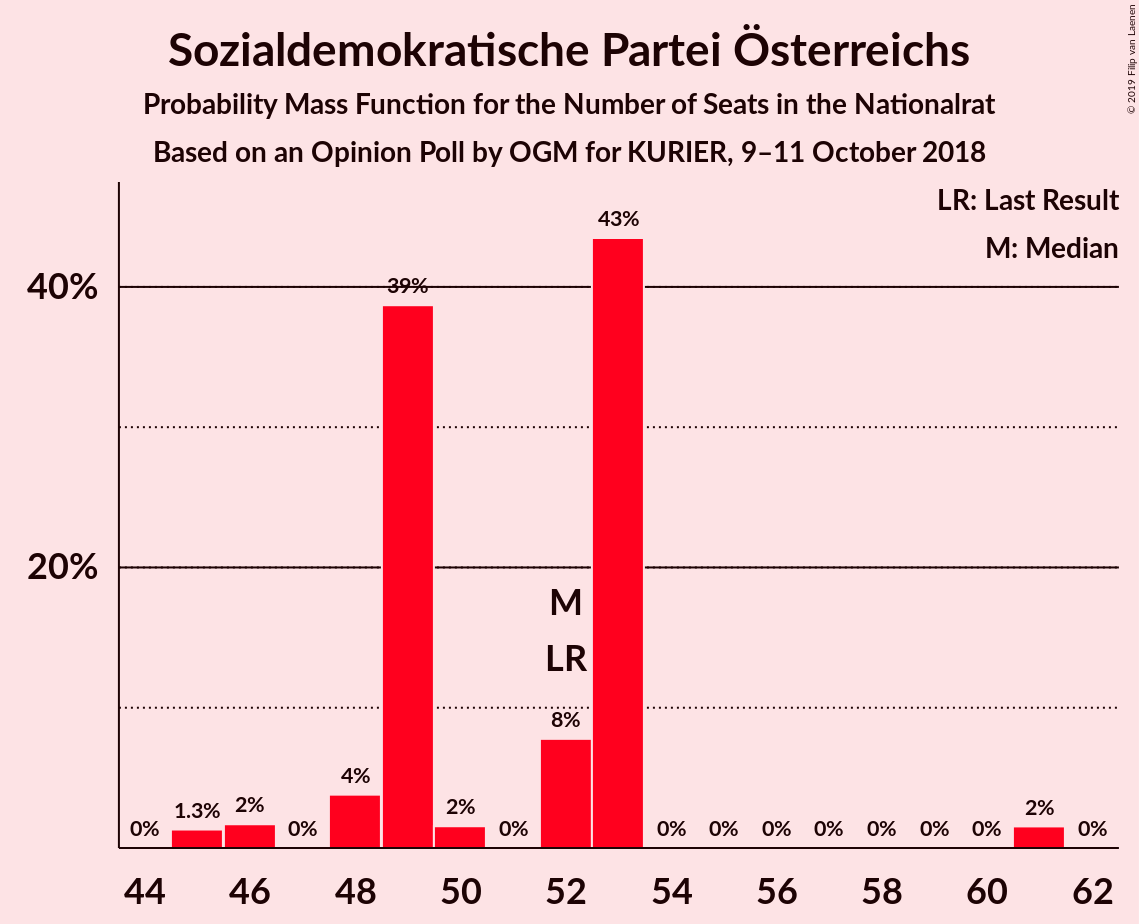 Sozialdemokratische Partei Österreichs
Probability Mass Function for the Number of Seats in the Nationalrat
Based on an Opinion Poll by OGM for KURIER, 9–11 October 2018
© 2019 Filip van Laenen
LR: Last Result
M: Median
40%
20%
0%
1.3%
2%
0%
4%
39%
2%
0%
8%
43%
0%
0%
0%
0%
0%
0%
0%
2%
0%
M
LR
44 46 48 50 52 54 56 58 60 62